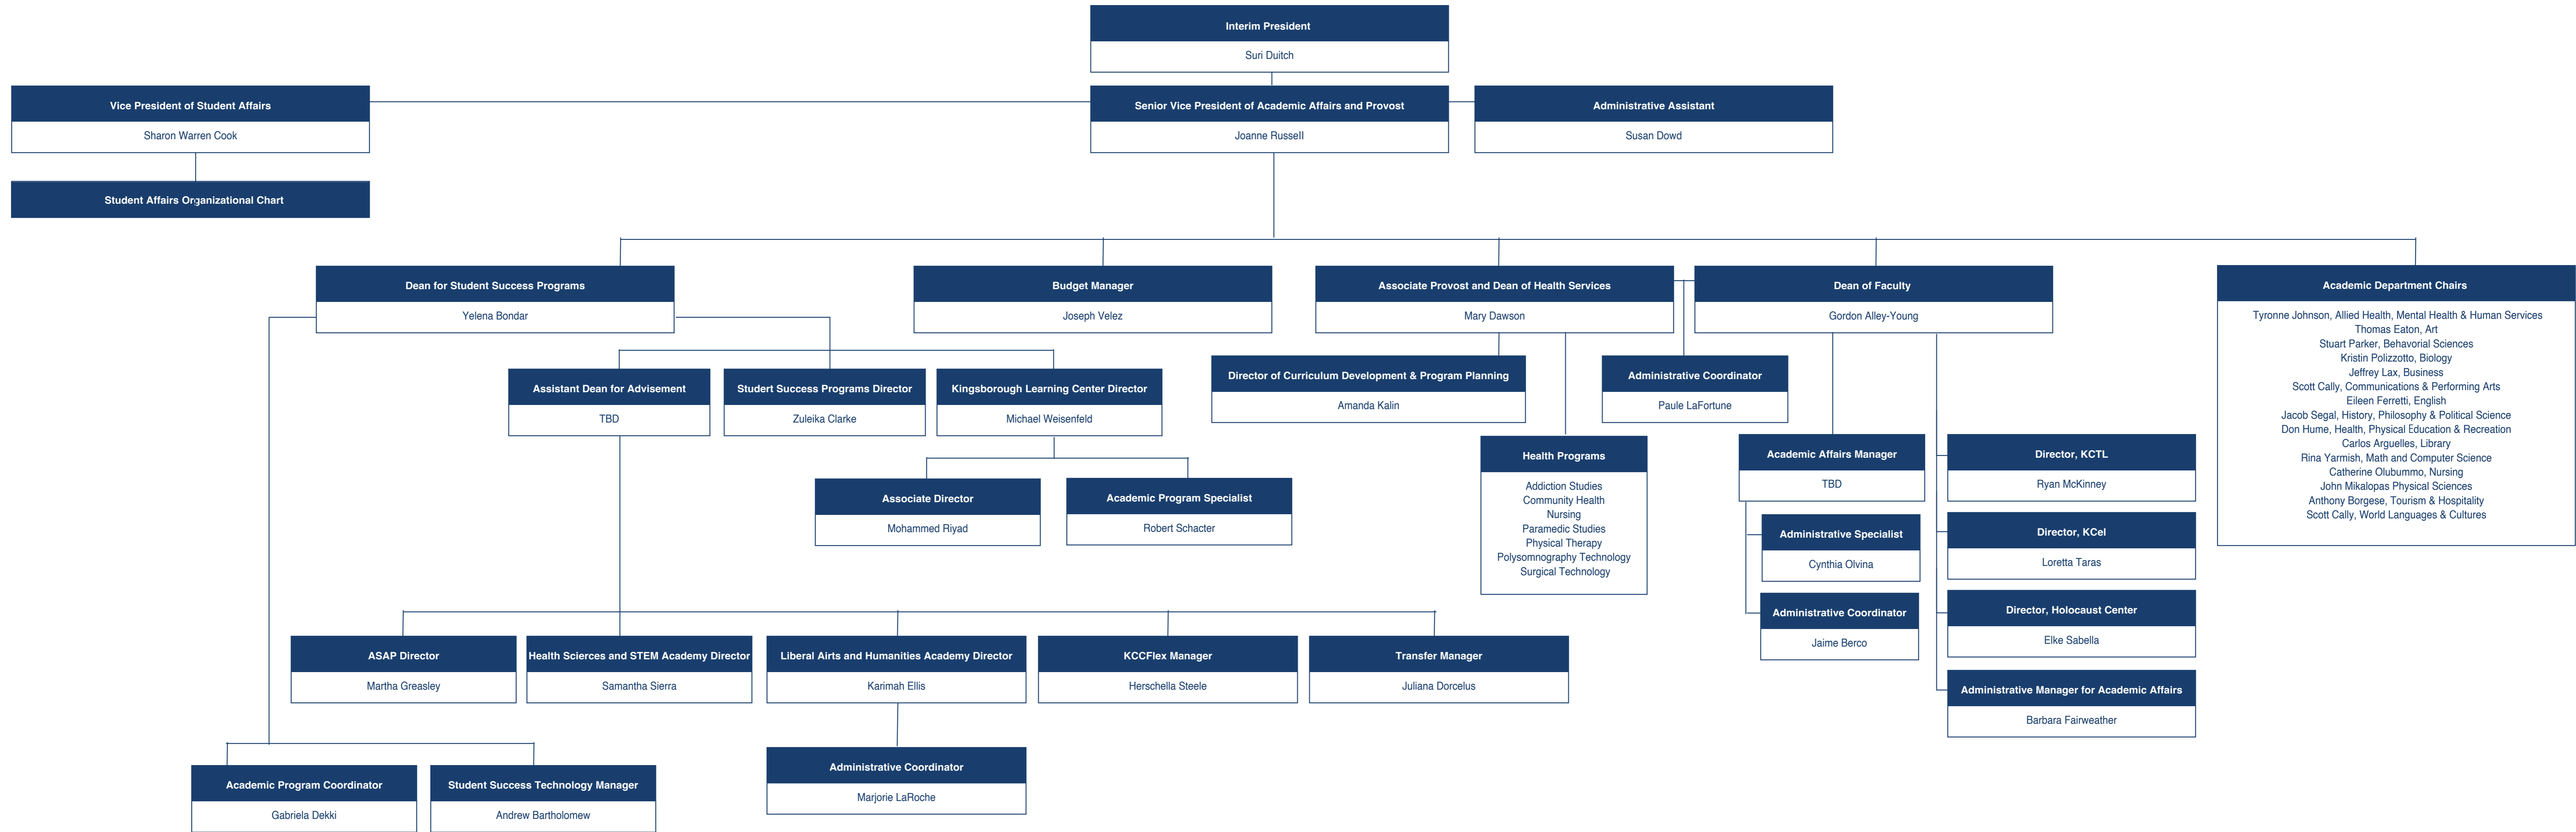 Interim President
Suri Duitch
Vice President of Student Affairs
Sharon Warren Cook
Senior Vice President of Academic Affairs and Provost
Joanne Russell
Administrative Assistant
Susan Dowd
Student Affairs Organizational Chart
Dean for Student Success Programs
Yelena Bondar
Budget Manager
Joseph Velez
Associate Provost and Dean of Health Services
Mary Dawson
Dean of Faculty
Gordon Alley-Young
Academic Department Chairs
Tyronne Johnson, Allied Health, Mental Health & Human Services
Thomas Eaton, Art
Stuart Parker, Behavorial Sciences
Kristin Polizzotto, Biology
Jeffrey Lax, Business
Scott Cally, Communications & Performing Arts
Eileen Ferretti, English
Jacob Segal, History, Philosophy & Political Science
Don Hume, Health, Physical Education & Recreation
Carlos Arguelles, Library
Rina Yarmish, Math and Computer Science
Catherine Olubummo, Nursing
John Mikalopas Physical Sciences
Anthony Borgese, Tourism & Hospitality
Scott Cally, World Languages & Cultures
Assistant Dean for Advisement
TBD
Studert Success Programs Director
Zuleika Clarke
Kingsborough Learning Center Director
Michael Weisenfeld
Director of Curriculum Development & Program Planning
Amanda Kalin
Administrative Coordinator
Paule LaFortune
Associate Director
Mohammed Riyad
Academic Program Specialist
Robert Schacter
Health Programs
Addiction Studies
Community Health
Nursing
Paramedic Studies
Physical Therapy
Polysomnography Technology
Surgical Technology
Academic Affairs Manager
TBD
Director, KCTL
Ryan McKinney
Administrative Specialist
Cynthia Olvina
Director, KCel
Loretta Taras
Administrative Coordinator
Jaime Berco
Director, Holocaust Center
Elke Sabella
Administrative Manager for Academic Affairs
Barbara Fairweather
ASAP Director
Martha Greasley
Health Scierces and STEM Academy Director
Samantha Sierra
Liberal Airts and Humanities Academy Director
Karimah Ellis
KCCFlex Manager
Herschella Steele
Transfer Manager
Juliana Dorcelus
Administrative Coordinator
Marjorie LaRoche
Academic Program Coordinator
Gabriela Dekki
Student Success Technology Manager
Andrew Bartholomew